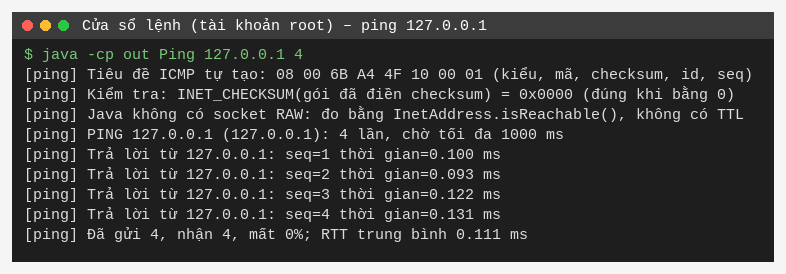 Cửa sổ lệnh (tài khoản root) – ping 127.0.0.1
$ java -cp out Ping 127.0.0.1 4
[ping] Tiêu đề ICMP tự tạo: 08 00 6B A4 4F 10 00 01 (kiểu, mã, checksum, id, seq)
[ping] Kiểm tra: INET_CHECKSUM(gói đã điền checksum) = 0x0000 (đúng khi bằng 0)
[ping] Java không có socket RAW: đo bằng InetAddress.isReachable(), không có TTL
[ping] PING 127.0.0.1 (127.0.0.1): 4 lần, chờ tối đa 1000 ms
[ping] Trả lời từ 127.0.0.1: seq=1 thời gian=0.100 ms
[ping] Trả lời từ 127.0.0.1: seq=2 thời gian=0.093 ms
[ping] Trả lời từ 127.0.0.1: seq=3 thời gian=0.122 ms
[ping] Trả lời từ 127.0.0.1: seq=4 thời gian=0.131 ms
[ping] Đã gửi 4, nhận 4, mất 0%; RTT trung bình 0.111 ms